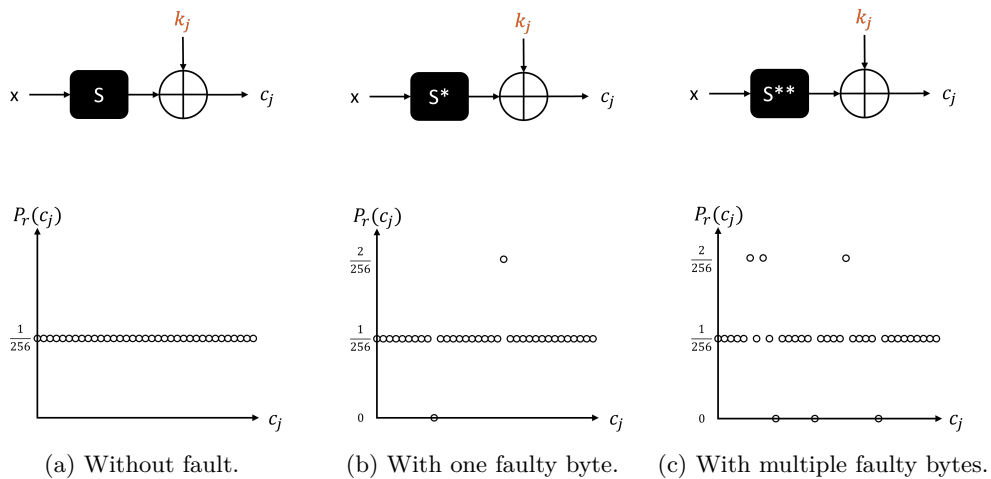 k_j
x S c_j
P_r(c_j)
1/256
c_j
(a) Without fault.
k_j
x S* c_j
P_r(c_j)
2/256
1/256
0
c_j
(b) With one faulty byte.
k_j
x S** c_j
P_r(c_j)
2/256
1/256
0
c_j
(c) With multiple faulty bytes.